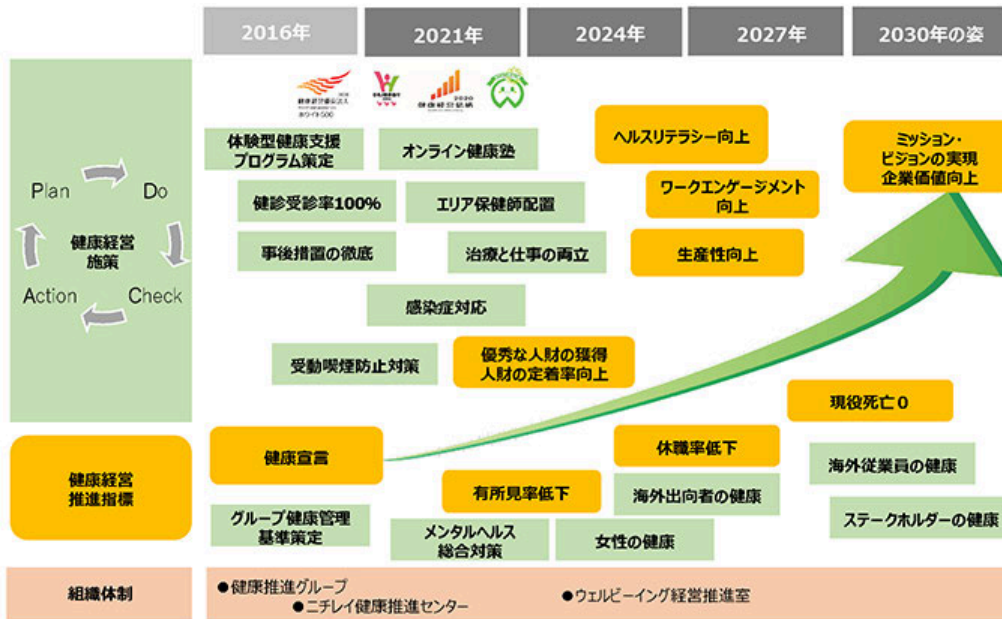 2016年
2021年
2024年
2027年
2030年の姿
2020
健康経営銘柄
ホワイト500
体験型健康支援
プログラム策定
オンライン健康塾
ヘルスリテラシー向上
ミッション・
ビジョンの実現
企業価値向上
Plan
Do
健康経営
施策
Action
Check
健診受診率100%
エリア保健師配置
ワークエンゲージメント
向上
事後措置の徹底
治療と仕事の両立
生産性向上
感染症対応
受動喫煙防止対策
優秀な人財の獲得
人財の定着率向上
現役死亡0
健康経営
推進指標
健康宣言
休職率低下
海外従業員の健康
有所見率低下
海外出向者の健康
グループ健康管理
基準策定
メンタルヘルス
総合対策
女性の健康
ステークホルダーの健康
組織体制
●健康推進グループ
●ニチレイ健康推進センター
●ウェルビーイング経営推進室